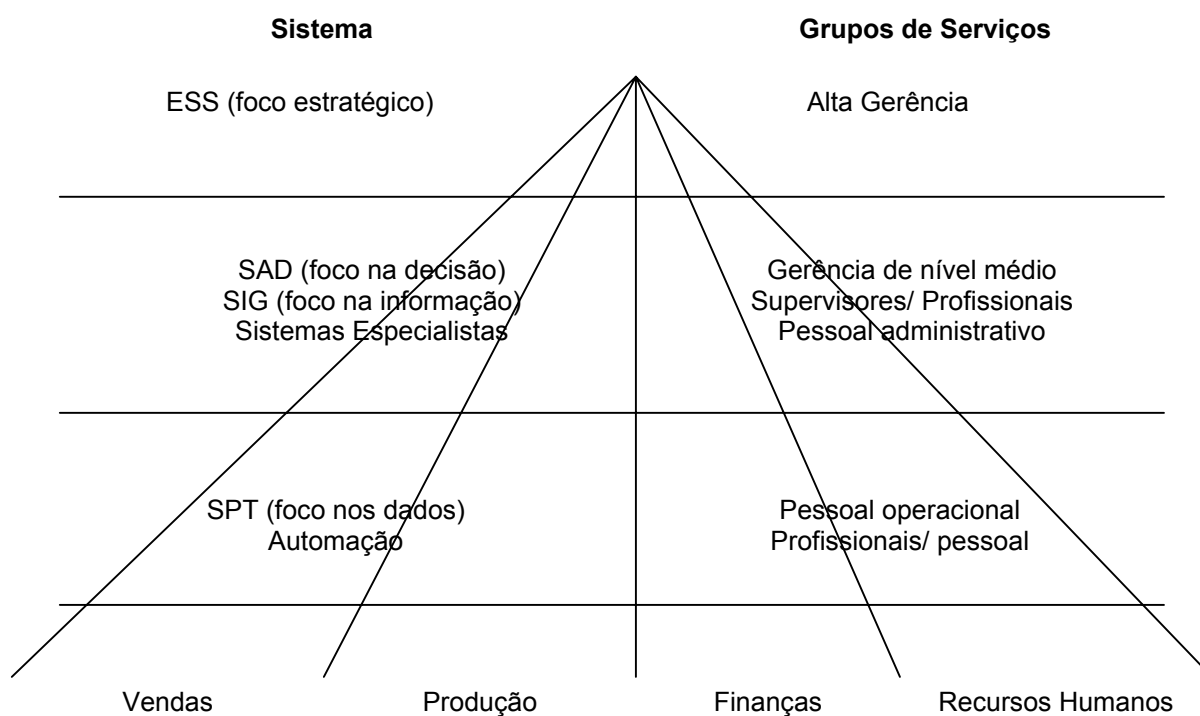 Sistema
Grupos de Serviços
ESS (foco estratégico)
Alta Gerência
SAD (foco na decisão)
SIG (foco na informação)
Sistemas Especialistas
Gerência de nível médio
Supervisores/ Profissionais
Pessoal administrativo
SPT (foco nos dados)
Automação
Pessoal operacional
Profissionais/ pessoal
Vendas
Produção
Finanças
Recursos Humanos